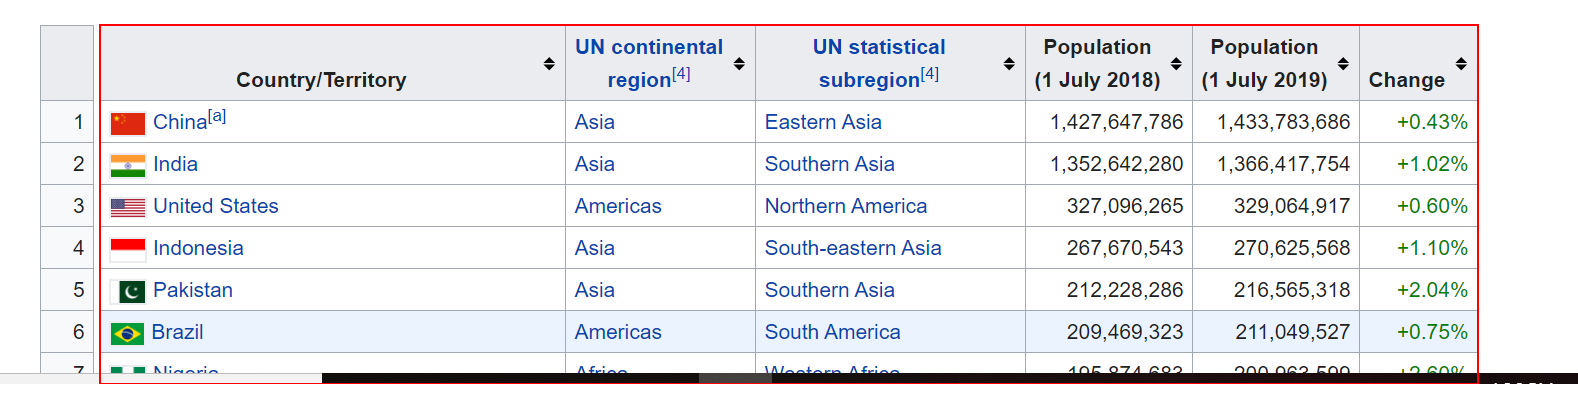 Country/Territory UN continental region[4] UN statistical subregion[4] Population (1 July 2018) Population (1 July 2019) Change
1 China[a] Asia Eastern Asia 1,427,647,786 1,433,783,686 +0.43%
2 India Asia Southern Asia 1,352,642,280 1,366,417,754 +1.02%
3 United States Americas Northern America 327,096,265 329,064,917 +0.60%
4 Indonesia Asia South-eastern Asia 267,670,543 270,625,568 +1.10%
5 Pakistan Asia Southern Asia 212,228,286 216,565,318 +2.04%
6 Brazil Americas South America 209,469,323 211,049,527 +0.75%
7 Nigeria Africa Western Africa